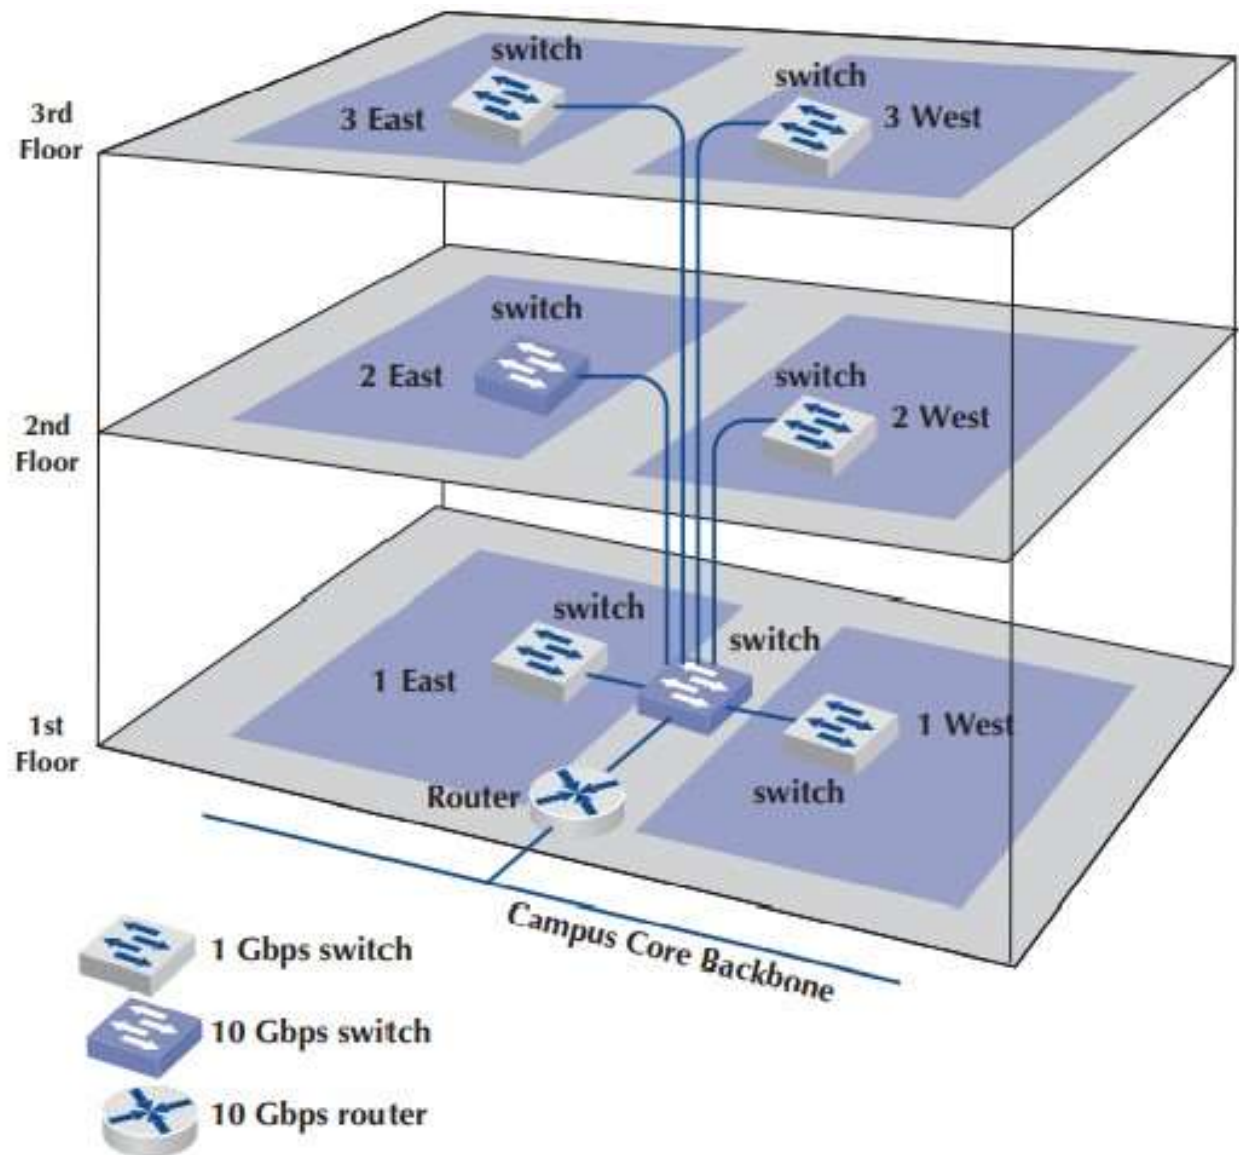 switch
switch
3rd
Floor
3 East
3 West
switch
switch
2 East
2 West
2nd
Floor
switch
switch
1 East
1 West
1st
Floor
Router
switch
Campus Core Backbone
1 Gbps switch
10 Gbps switch
10 Gbps router